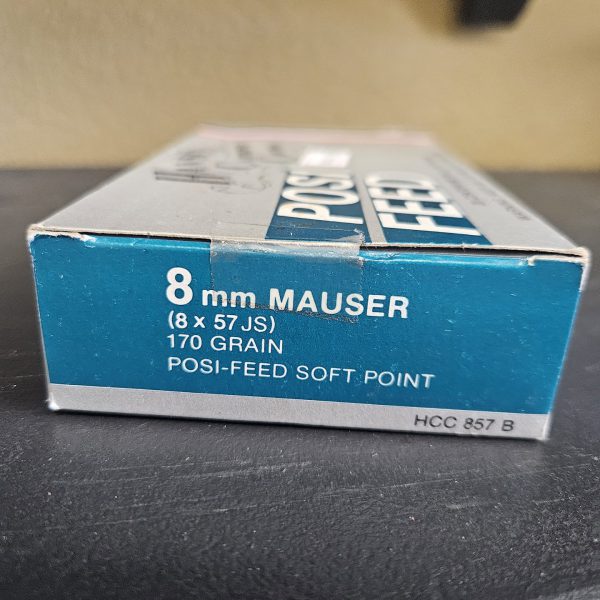 POSI
FEED
8 mm MAUSER
(8 x 57 JS)
170 GRAIN
POSI-FEED SOFT POINT
HCC 857 B